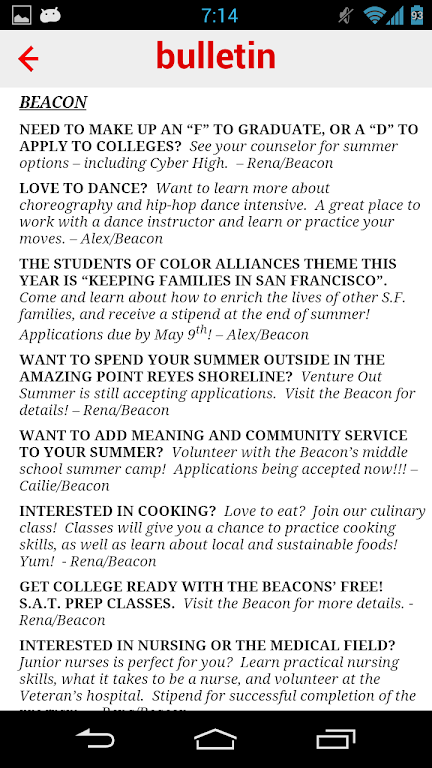 7:14
93
bulletin
BEACON
NEED TO MAKE UP AN “F” TO GRADUATE, OR A “D” TO
APPLY TO COLLEGES? See your counselor for summer
options – including Cyber High. – Rena/Beacon
LOVE TO DANCE? Want to learn more about
choreography and hip-hop dance intensive. A great place to
work with a dance instructor and learn or practice your
moves. – Alex/Beacon
THE STUDENTS OF COLOR ALLIANCES THEME THIS
YEAR IS “KEEPING FAMILIES IN SAN FRANCISCO”.
Come and learn about how to enrich the lives of other S.F.
families, and receive a stipend at the end of summer!
Applications due by May 9th! – Alex/Beacon
WANT TO SPEND YOUR SUMMER OUTSIDE IN THE
AMAZING POINT REYES SHORELINE? Venture Out
Summer is still accepting applications. Visit the Beacon for
details! – Rena/Beacon
WANT TO ADD MEANING AND COMMUNITY SERVICE
TO YOUR SUMMER? Volunteer with the Beacon’s middle
school summer camp! Applications being accepted now!!! –
Cailie/Beacon
INTERESTED IN COOKING? Love to eat? Join our culinary
class! Classes will give you a chance to practice cooking
skills, as well as learn about local and sustainable foods!
Yum! - Rena/Beacon
GET COLLEGE READY WITH THE BEACONS’ FREE!
S.A.T. PREP CLASSES. Visit the Beacon for more details. -
Rena/Beacon
INTERESTED IN NURSING OR THE MEDICAL FIELD?
Junior nurses is perfect for you? Learn practical nursing
skills, what it takes to be a nurse, and volunteer at the
Veteran’s hospital. Stipend for successful completion of the
Rena/Beacon